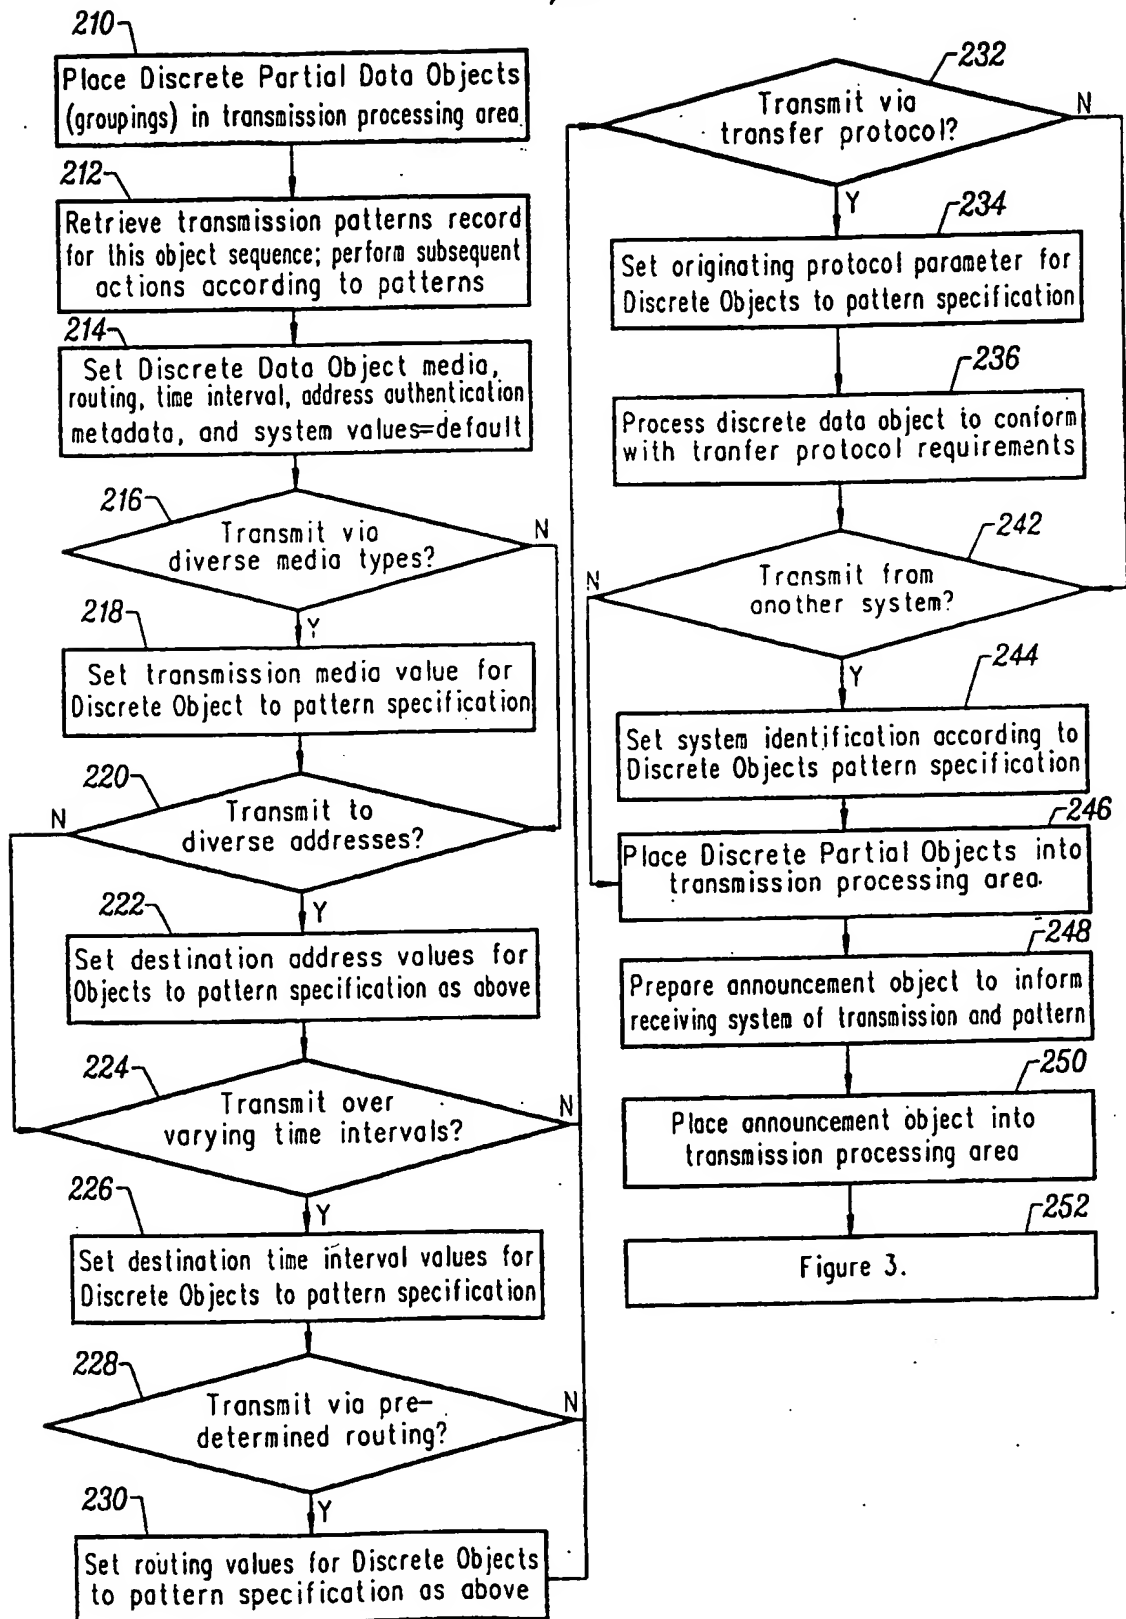 210
Place Discrete Partial Data Objects
(groupings) in transmission processing area.
212
Retrieve transmission patterns record
for this object sequence; perform subsequent
actions according to patterns
214
Set Discrete Data Object media,
routing, time interval, address authentication
metadata, and system values=default
216
Transmit via
diverse media types?
N
Y
218
Set transmission media value for
Discrete Object to pattern specification
220
Transmit to
diverse addresses?
N
Y
222
Set destination address values for
Objects to pattern specification as above
224
Transmit over
varying time intervals?
N
Y
226
Set destination time interval values for
Discrete Objects to pattern specification
228
Transmit via pre-
determined routing?
N
Y
230
Set routing values for Discrete Objects
to pattern specification as above
232
Transmit via
transfer protocol?
N
Y
234
Set originating protocol parameter for
Discrete Objects to pattern specification
236
Process discrete data object to conform
with tranfer protocol requirements
242
Transmit from
another system?
N
Y
244
Set system identification according to
Discrete Objects pattern specification
246
Place Discrete Partial Objects into
transmission processing area.
248
Prepare announcement object to inform
receiving system of transmission and pattern
250
Place announcement object into
transmission processing area
252
Figure 3.